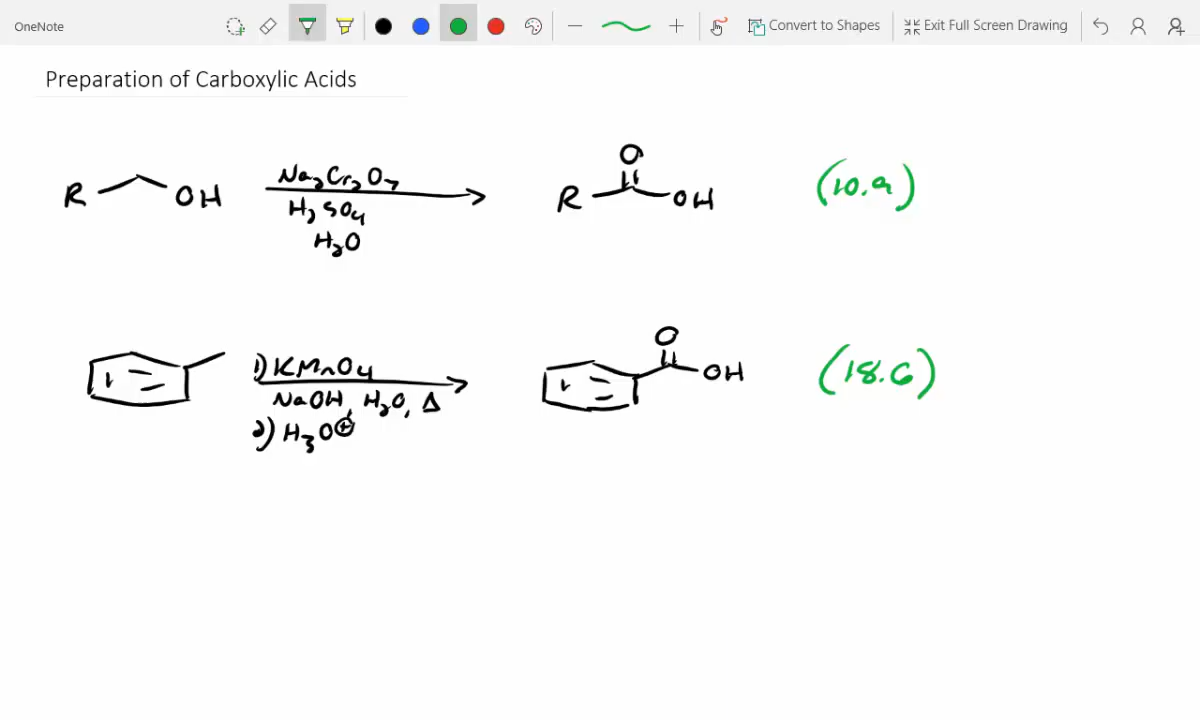 OneNote
Convert to Shapes
Exit Full Screen Drawing
Preparation of Carboxylic Acids
R OH
Na₂Cr₂O₇
H₂SO₄
H₂O
O
R OH
(10.9)
1) KMnO₄
NaOH, H₂O, Δ
2) H₃O⊕
O
OH
(18.6)